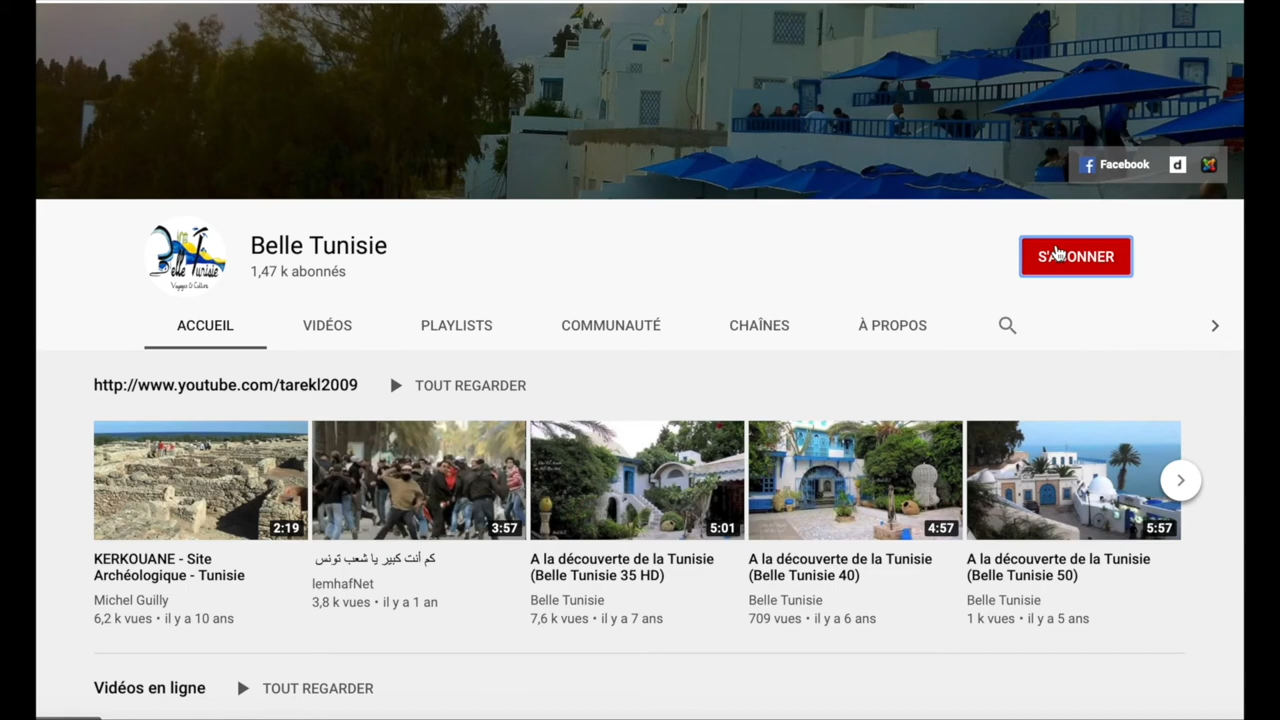 Facebook
d
Belle Tunisie
Voyages & Culture
Belle Tunisie
1,47 k abonnés
S'ABONNER
ACCUEIL
VIDÉOS
PLAYLISTS
COMMUNAUTÉ
CHAÎNES
À PROPOS
http://www.youtube.com/tarekl2009
TOUT REGARDER
2:19
3:57
5:01
4:57
5:57
KERKOUANE - Site
Archéologique - Tunisie
Michel Guilly
6,2 k vues • il y a 10 ans
كم أنت كبير يا شعب تونس
lemhafNet
3,8 k vues • il y a 1 an
A la découverte de la Tunisie
(Belle Tunisie 35 HD)
Belle Tunisie
7,6 k vues • il y a 7 ans
A la découverte de la Tunisie
(Belle Tunisie 40)
Belle Tunisie
709 vues • il y a 6 ans
A la découverte de la Tunisie
(Belle Tunisie 50)
Belle Tunisie
1 k vues • il y a 5 ans
Vidéos en ligne
TOUT REGARDER